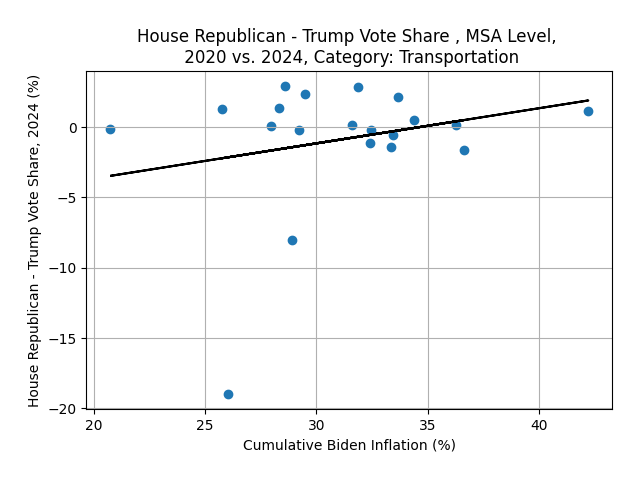 House Republican - Trump Vote Share , MSA Level,
2020 vs. 2024, Category: Transportation
House Republican - Trump Vote Share, 2024 (%)
0
−5
−10
−15
−20
20
25
30
35
40
Cumulative Biden Inflation (%)